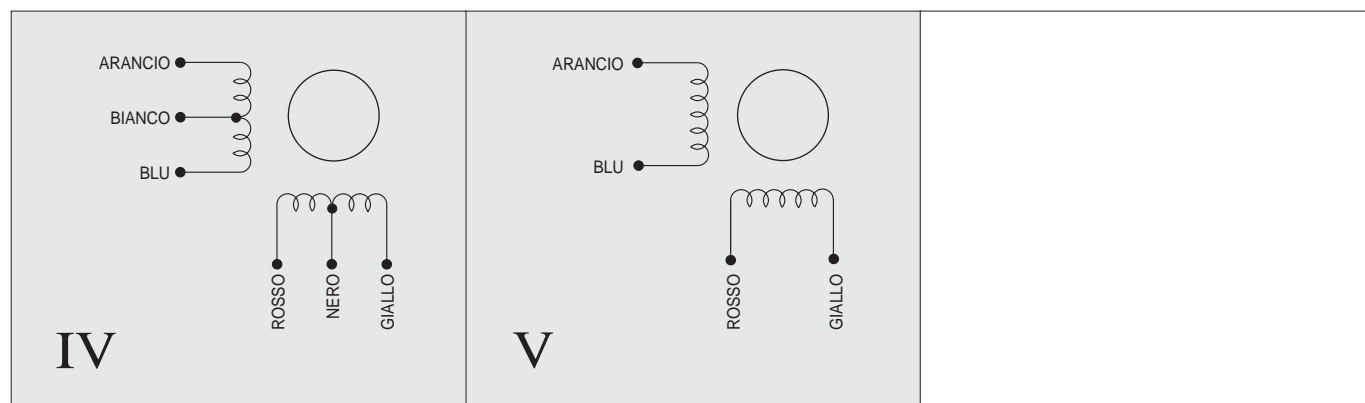 ARANCIO
BIANCO
BLU
ROSSO
NERO
GIALLO
IV
ARANCIO
BLU
ROSSO
GIALLO
V